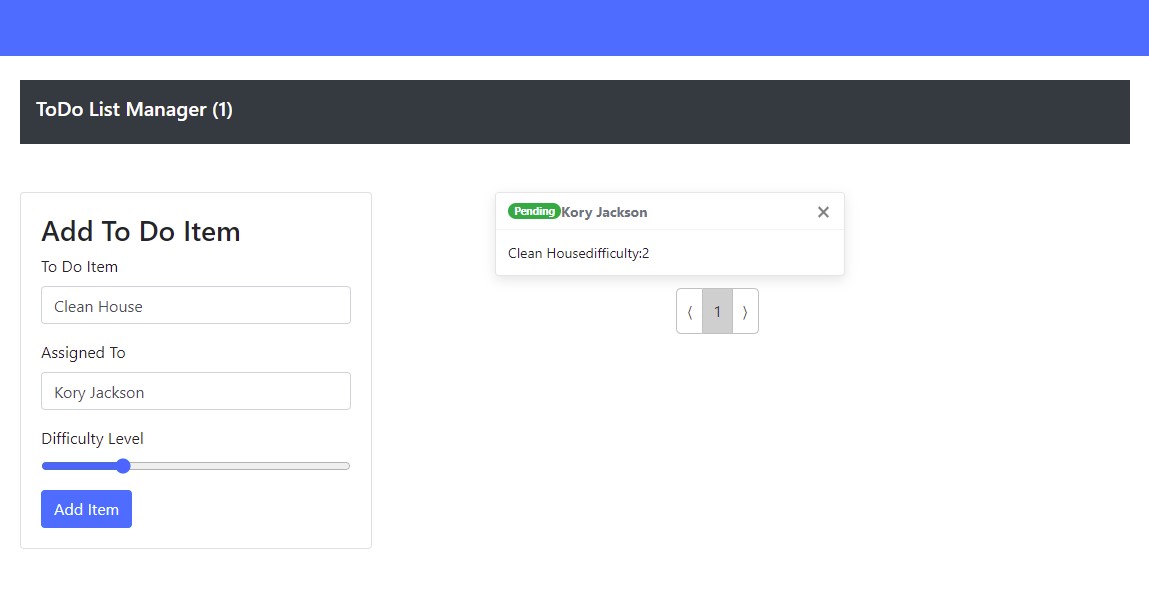 ToDo List Manager (1)
Add To Do Item
To Do Item
Clean House
Assigned To
Kory Jackson
Difficulty Level
Add Item
Pending Kory Jackson ×
Clean Housedifficulty:2
⟨ 1 ⟩